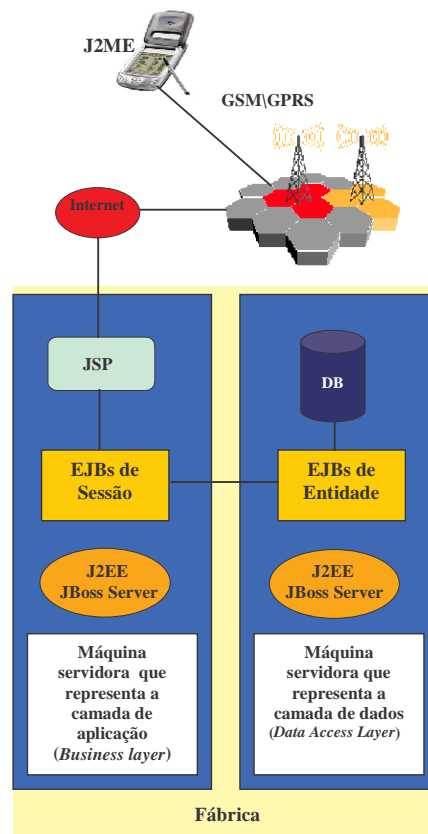 J2ME
GSM\GPRS
Internet
JSP
DB
EJBs de
Sessão
EJBs de
Entidade
J2EE
JBoss Server
J2EE
JBoss Server
Máquina
servidora que
representa a
camada de
aplicação
(Business layer)
Máquina
servidora que
representa a
camada de dados
(Data Access Layer)
Fábrica